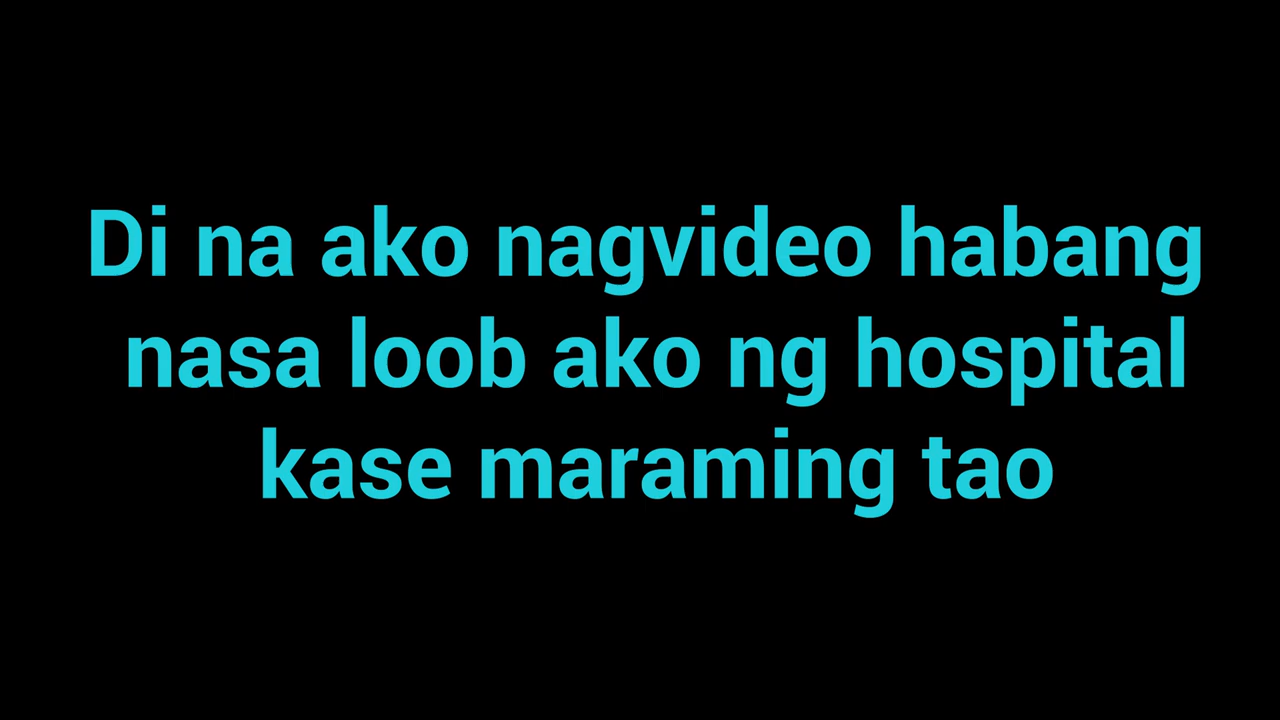 Di na ako nagvideo habang
nasa loob ako ng hospital
kase maraming tao